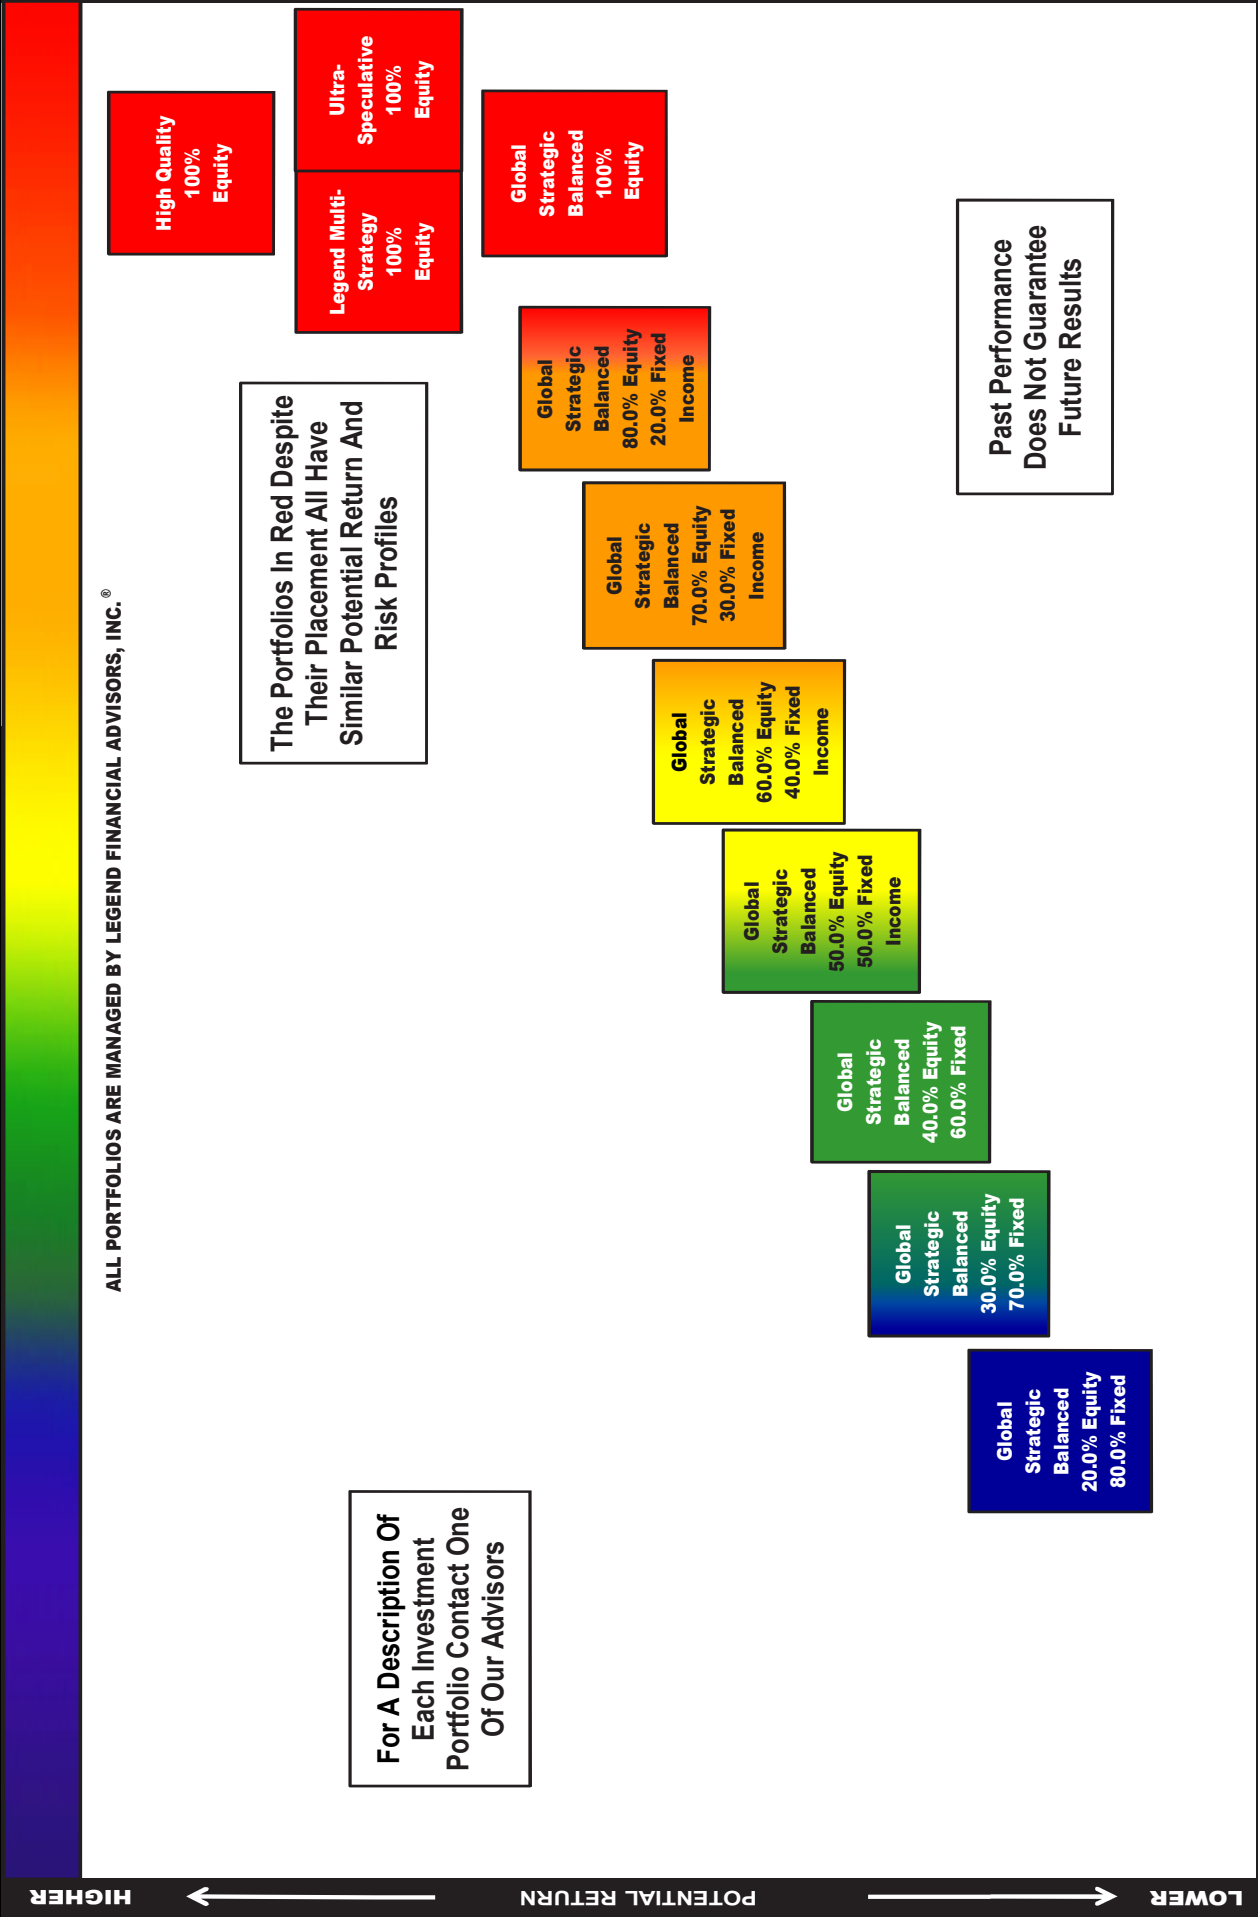 ALL PORTFOLIOS ARE MANAGED BY LEGEND FINANCIAL ADVISORS, INC.®
HIGHER
POTENTIAL RETURN
LOWER
For A Description Of
Each Investment
Portfolio Contact One
Of Our Advisors
The Portfolios In Red Despite
Their Placement All Have
Similar Potential Return And
Risk Profiles
High Quality
100%
Equity
Legend Multi-
Strategy
100%
Equity
Ultra-
Speculative
100%
Equity
Global
Strategic
Balanced
100%
Equity
Global
Strategic
Balanced
80.0% Equity
20.0% Fixed
Income
Global
Strategic
Balanced
70.0% Equity
30.0% Fixed
Income
Global
Strategic
Balanced
60.0% Equity
40.0% Fixed
Income
Global
Strategic
Balanced
50.0% Equity
50.0% Fixed
Income
Global
Strategic
Balanced
40.0% Equity
60.0% Fixed
Global
Strategic
Balanced
30.0% Equity
70.0% Fixed
Global
Strategic
Balanced
20.0% Equity
80.0% Fixed
Past Performance
Does Not Guarantee
Future Results